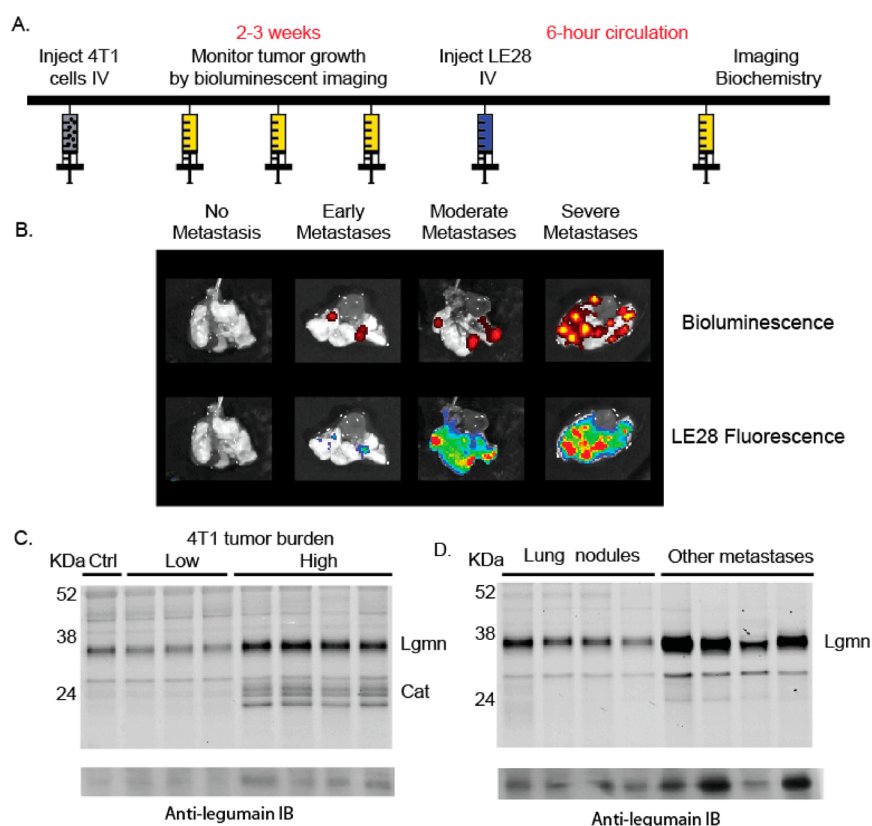 A.
2-3 weeks
6-hour circulation
Inject 4T1
cells IV
Monitor tumor growth
by bioluminescent imaging
Inject LE28
IV
Imaging
Biochemistry
B.
No
Metastasis
Early
Metastases
Moderate
Metastases
Severe
Metastases
Bioluminescence
LE28 Fluorescence
C.
4T1 tumor burden
KDa Ctrl Low High
52
38
24
Lgmn
Cat
Anti-legumain IB
D.
KDa Lung nodules Other metastases
52
38
24
Lgmn
Anti-legumain IB